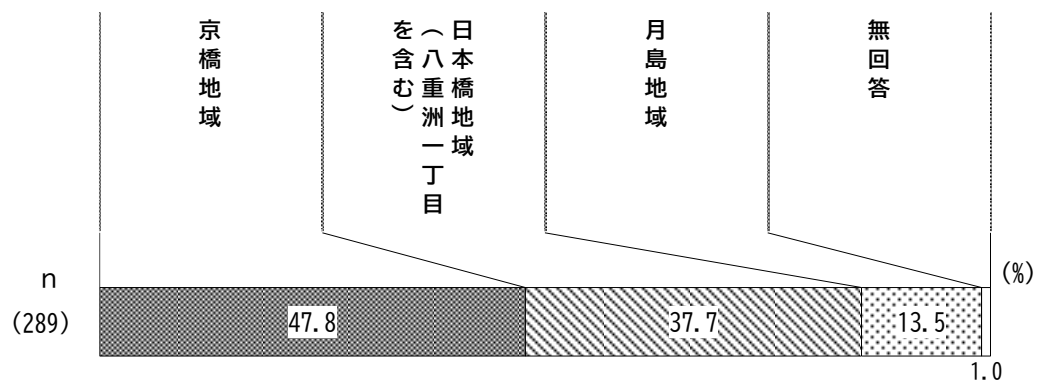 京橋地域
日本橋地域
（八重洲一丁目
を含む）
月島地域
無回答
n
(%)
(289)
47.8
37.7
13.5
1.0